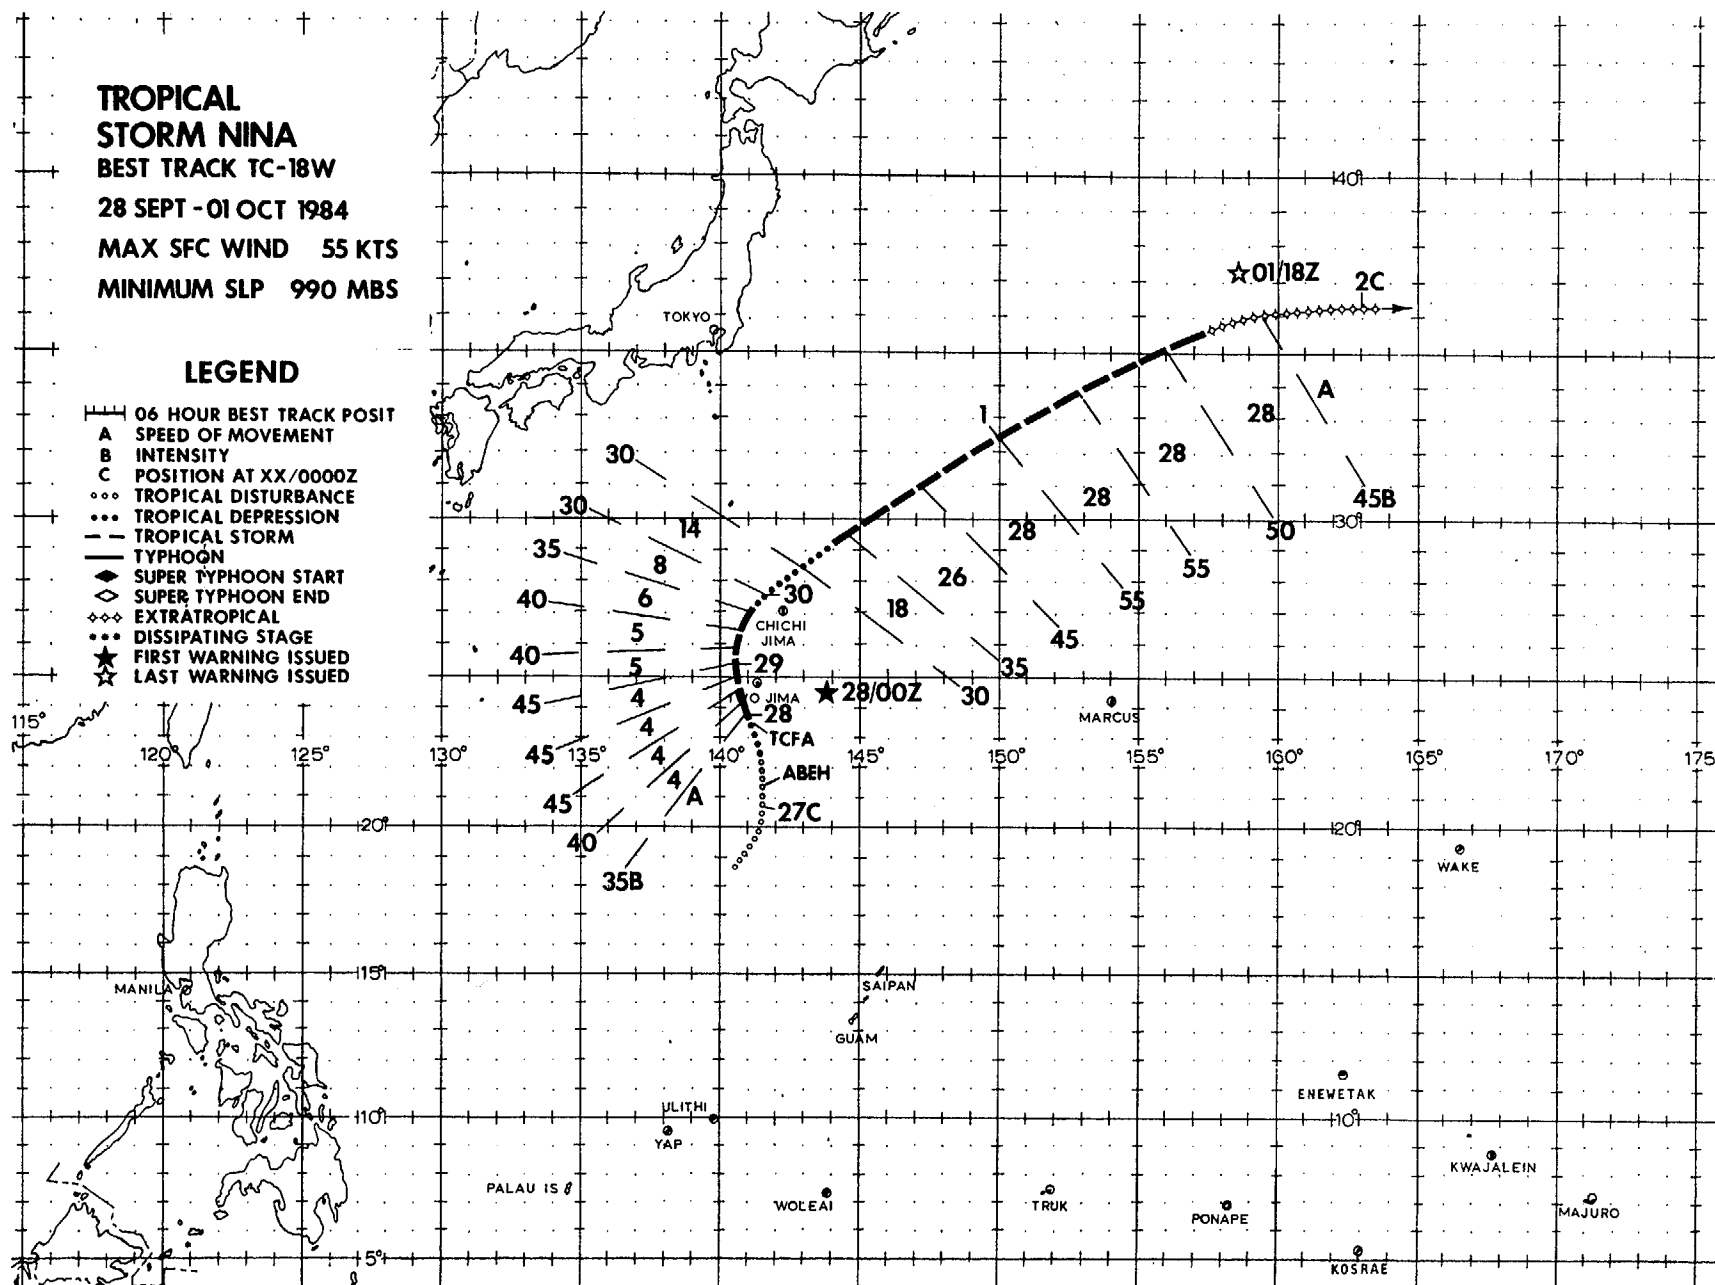 TROPICAL
STORM NINA
BEST TRACK TC-18W
28 SEPT - 01 OCT 1984
MAX SFC WIND 55 KTS
MINIMUM SLP 990 MBS
LEGEND
06 HOUR BEST TRACK POSIT
A SPEED OF MOVEMENT
B INTENSITY
C POSITION AT XX/0000Z
TROPICAL DISTURBANCE
TROPICAL DEPRESSION
TROPICAL STORM
TYPHOON
SUPER TYPHOON START
SUPER TYPHOON END
EXTRATROPICAL
DISSIPATING STAGE
FIRST WARNING ISSUED
LAST WARNING ISSUED
40°
01/18Z
2C
TOKYO
A
1
28
30
28
45B
30
28
14
28
50
30°
35
8
26
55
40
6
30
18
55
CHICHI
JIMA
5
45
40
5
29
35
45
4
JIMA
28/00Z
30
MARCUS
28
4
TCFA
45
4
115°
120°
130°
140°
145°
150°
155°
160°
165°
170°
175
ABEH
4
A
45
27C
20°
20°
40
35B
WAKE
15°
MANILA
SAIPAN
GUAM
ENEWETAK
ULITHI
10°
10°
YAP
KWAJALEIN
PALAU IS
WOLEAI
TRUK
PONAPE
MAJURO
5°
5°
KOSRAE